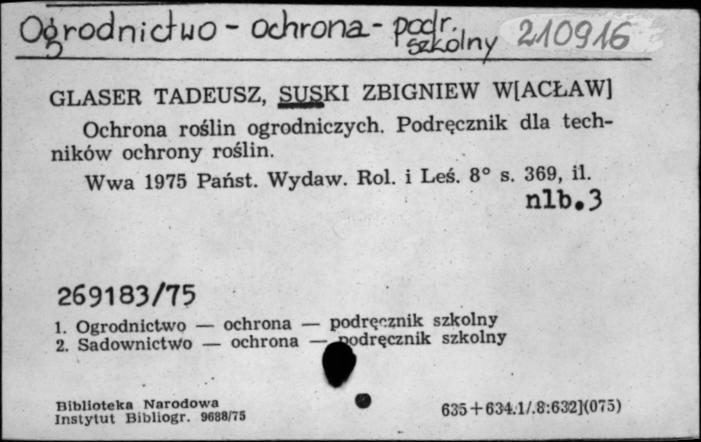 Ogrodnictwo - ochrona - podr. szkolny 210916
GLASER TADEUSZ, SUSKI ZBIGNIEW W[ACŁAW]
Ochrona roślin ogrodniczych. Podręcznik dla tech-
ników ochrony roślin.
Wwa 1975 Państ. Wydaw. Rol. i Leś. 8° s. 369, il.
nlb. 3
269183/75
1. Ogrodnictwo — ochrona — podręcznik szkolny
2. Sadownictwo — ochrona — podręcznik szkolny
Biblioteka Narodowa
Instytut Bibliogr. 9688/75
635+634.1/.8:632](075)